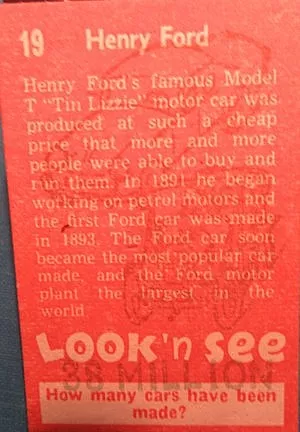 19 Henry Ford
Henry Ford's famous Model
T "Tin Lizzie" motor car was
produced at such a cheap
price that more and more
people were able to buy and
run them. In 1891 he began
working on petrol motors and
the first Ford car was made
in 1893. The Ford car soon
became the most popular car
made, and the Ford motor
plant the largest in the
world
LOOK 'n SEE
38 MILLION
How many cars have been
made?